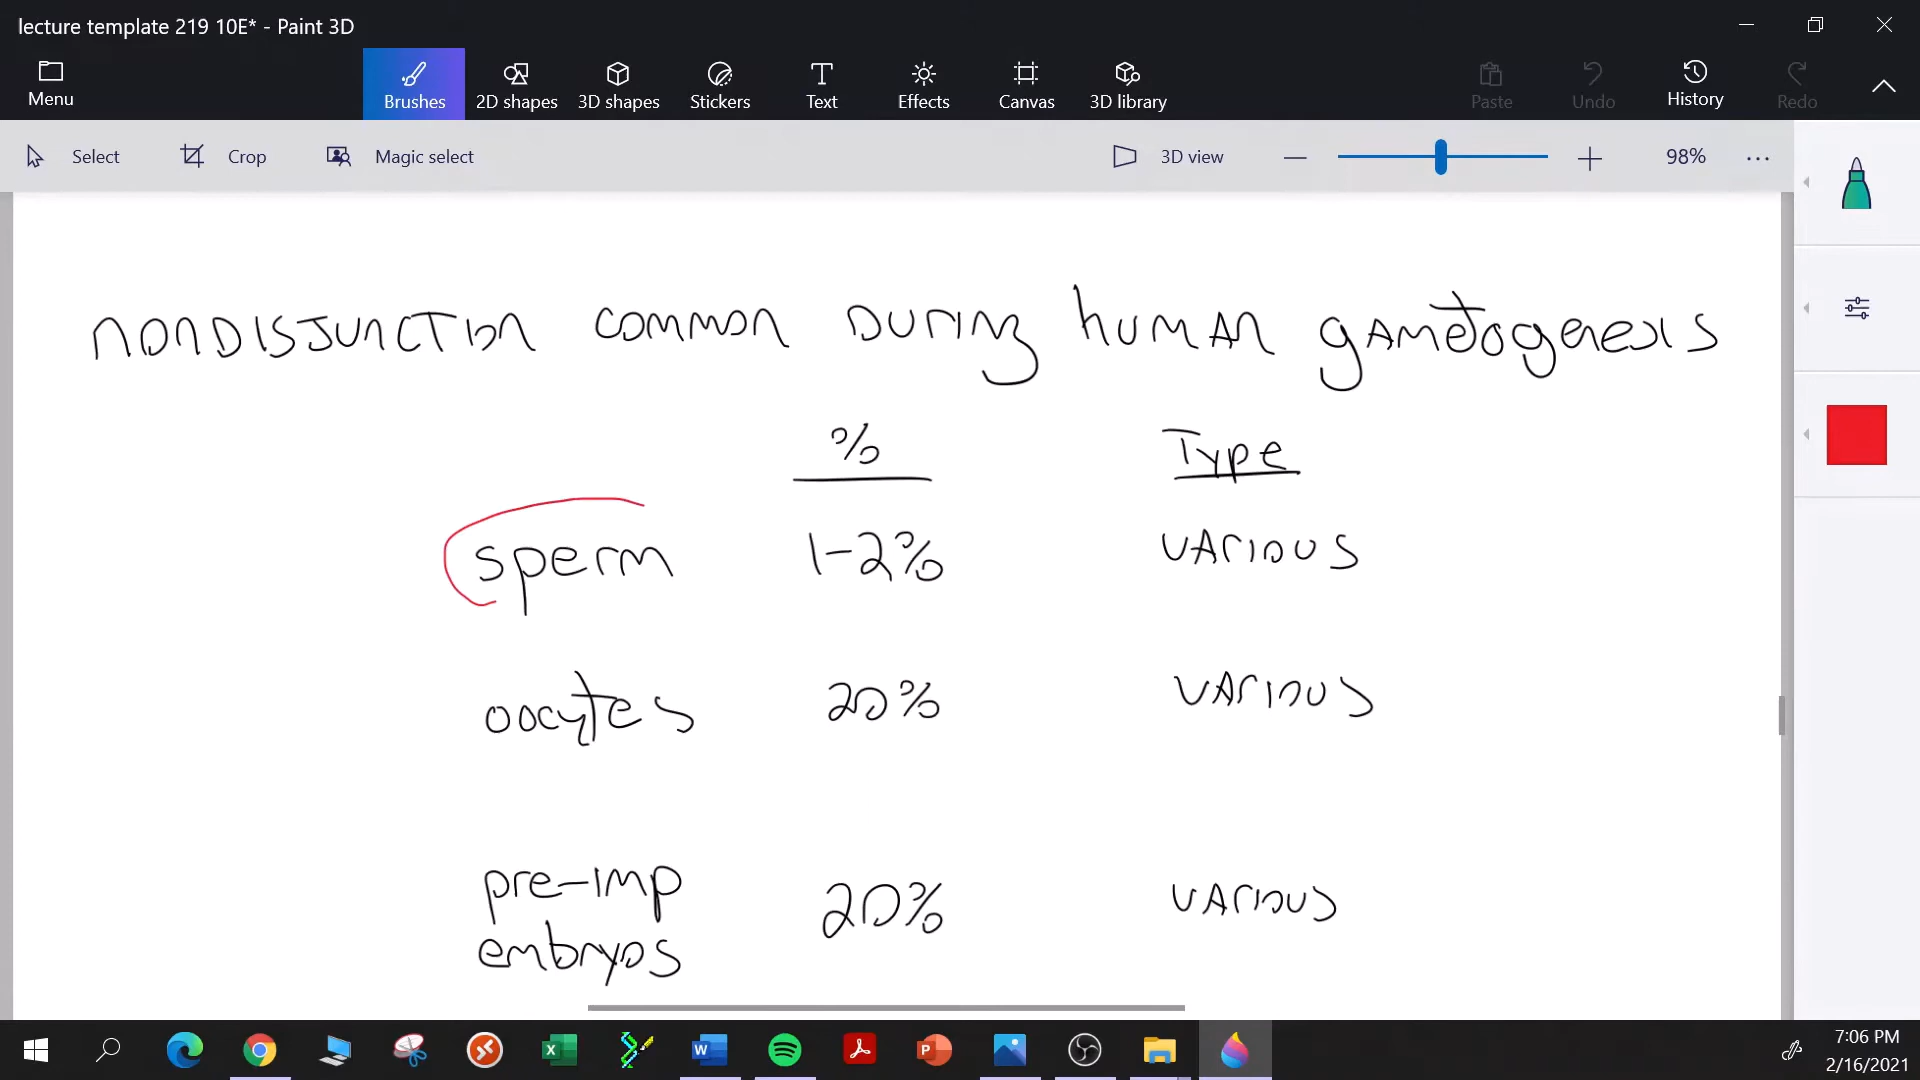 lecture template 219 10E* - Paint 3D
Menu Brushes 2D shapes 3D shapes Stickers Text Effects Canvas 3D library Paste Undo History Redo
Select Crop Magic select 3D view 98%
NONDISJUNCTION COMMON DURING HUMAN GAMETOGENESIS
% Type
sperm 1-2% VARIOUS
oocytes 20% VARIOUS
pre-imp
embryos 20% VARIOUS
7:06 PM
2/16/2021